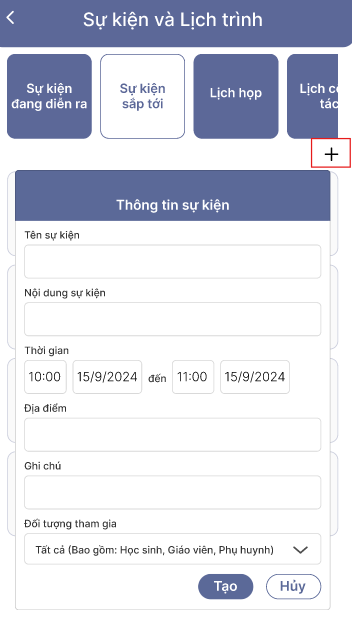 Sự kiện và Lịch trình
Sự kiện
đang diễn ra
Sự kiện
sắp tới
Lịch họp
Lịch
tác
+
Thông tin sự kiện
Tên sự kiện
Nội dung sự kiện
Thời gian
10:00 15/9/2024 đến 11:00 15/9/2024
Địa điểm
Ghi chú
Đối tượng tham gia
Tất cả (Bao gồm: Học sinh, Giáo viên, Phụ huynh)
Tạo Hủy